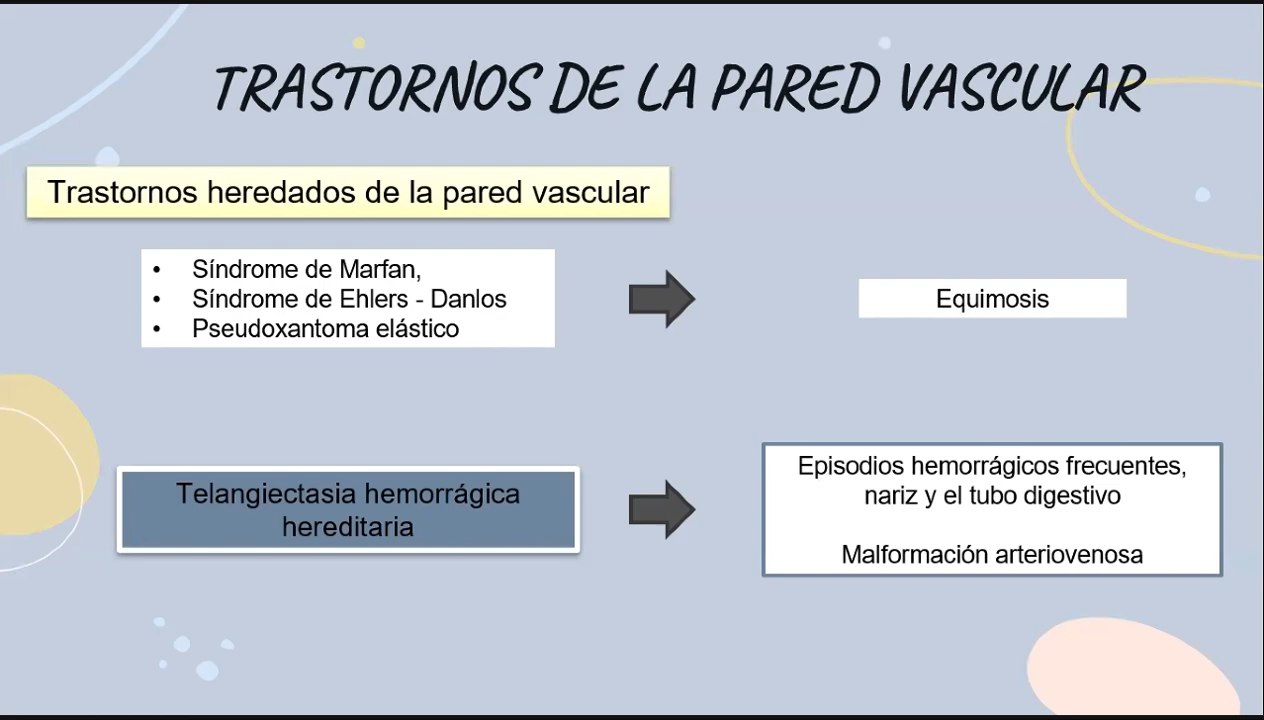 TRASTORNOS DE LA PARED VASCULAR
Trastornos heredados de la pared vascular
• Síndrome de Marfan,
• Síndrome de Ehlers - Danlos
• Pseudoxantoma elástico
Equimosis
Telangiectasia hemorrágica
hereditaria
Episodios hemorrágicos frecuentes,
nariz y el tubo digestivo
Malformación arteriovenosa